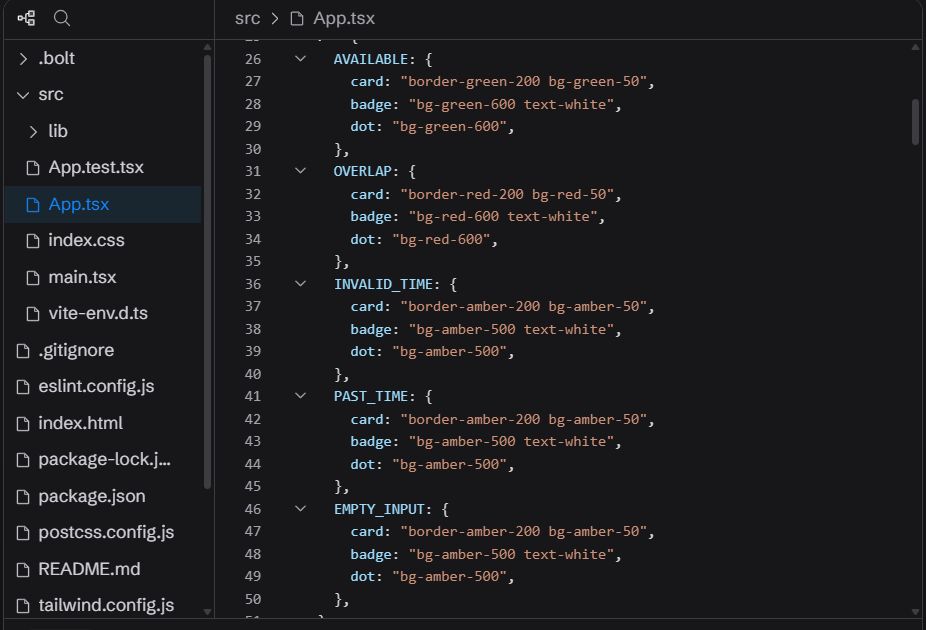 src > App.tsx
.bolt
src
lib
App.test.tsx
App.tsx
index.css
main.tsx
vite-env.d.ts
.gitignore
eslint.config.js
index.html
package-lock.j...
package.json
postcss.config.js
README.md
tailwind.config.js
26 AVAILABLE: {
27 card: "border-green-200 bg-green-50",
28 badge: "bg-green-600 text-white",
29 dot: "bg-green-600",
30 },
31 OVERLAP: {
32 card: "border-red-200 bg-red-50",
33 badge: "bg-red-600 text-white",
34 dot: "bg-red-600",
35 },
36 INVALID_TIME: {
37 card: "border-amber-200 bg-amber-50",
38 badge: "bg-amber-500 text-white",
39 dot: "bg-amber-500",
40 },
41 PAST_TIME: {
42 card: "border-amber-200 bg-amber-50",
43 badge: "bg-amber-500 text-white",
44 dot: "bg-amber-500",
45 },
46 EMPTY_INPUT: {
47 card: "border-amber-200 bg-amber-50",
48 badge: "bg-amber-500 text-white",
49 dot: "bg-amber-500",
50 },